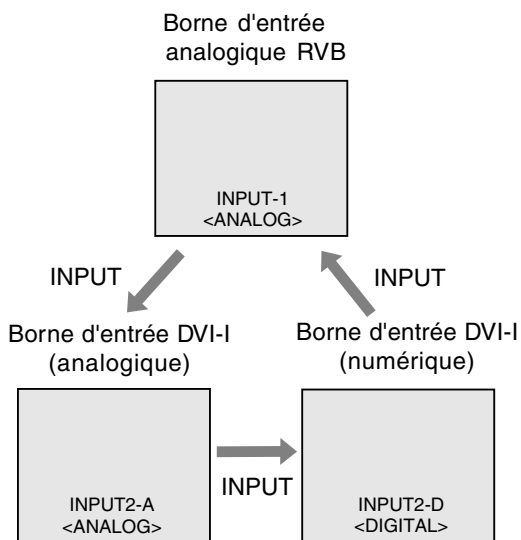 Borne d'entrée
analogique RVB
INPUT-1
<ANALOG>
INPUT
INPUT
Borne d'entrée DVI-I
(analogique)
Borne d'entrée DVI-I
(numérique)
INPUT
INPUT2-A
<ANALOG>
INPUT2-D
<DIGITAL>